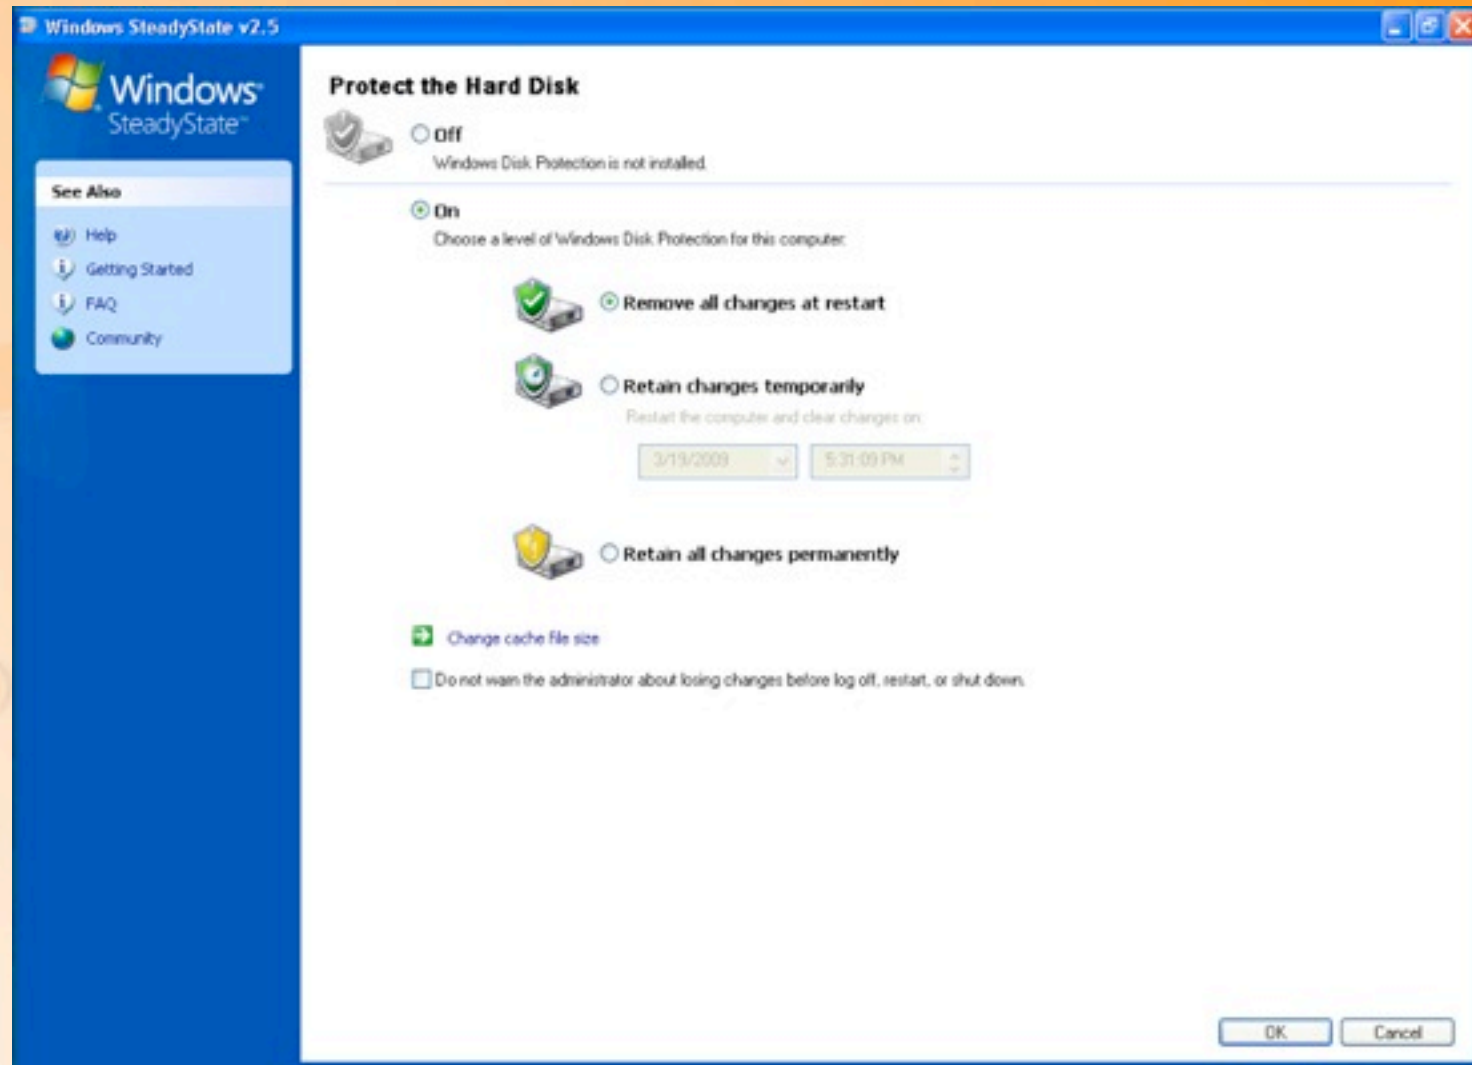 Windows SteadyState v2.5
Windows®
SteadyState™
See Also
Help
Getting Started
FAQ
Community
Protect the Hard Disk
Off
Windows Disk Protection is not installed.
On
Choose a level of Windows Disk Protection for this computer:
Remove all changes at restart
Retain changes temporarily
Restart the computer and clear changes on:
3/19/2009 5:31:09 PM
Retain all changes permanently
Change cache file size
Do not warn the administrator about losing changes before log off, restart, or shut down.
OK Cancel